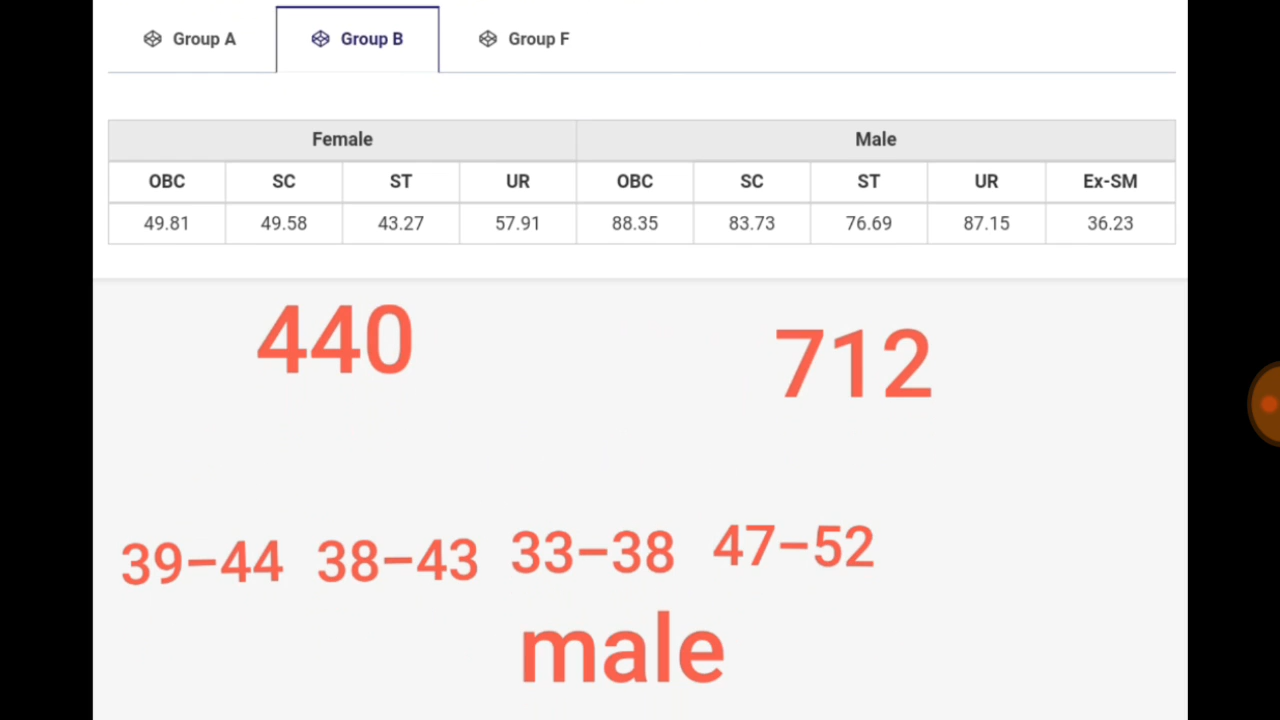 Group A Group B Group F
Female Male
OBC SC ST UR OBC SC ST UR Ex-SM
49.81 49.58 43.27 57.91 88.35 83.73 76.69 87.15 36.23
440 712
39–44 38–43 33–38 47–52
male